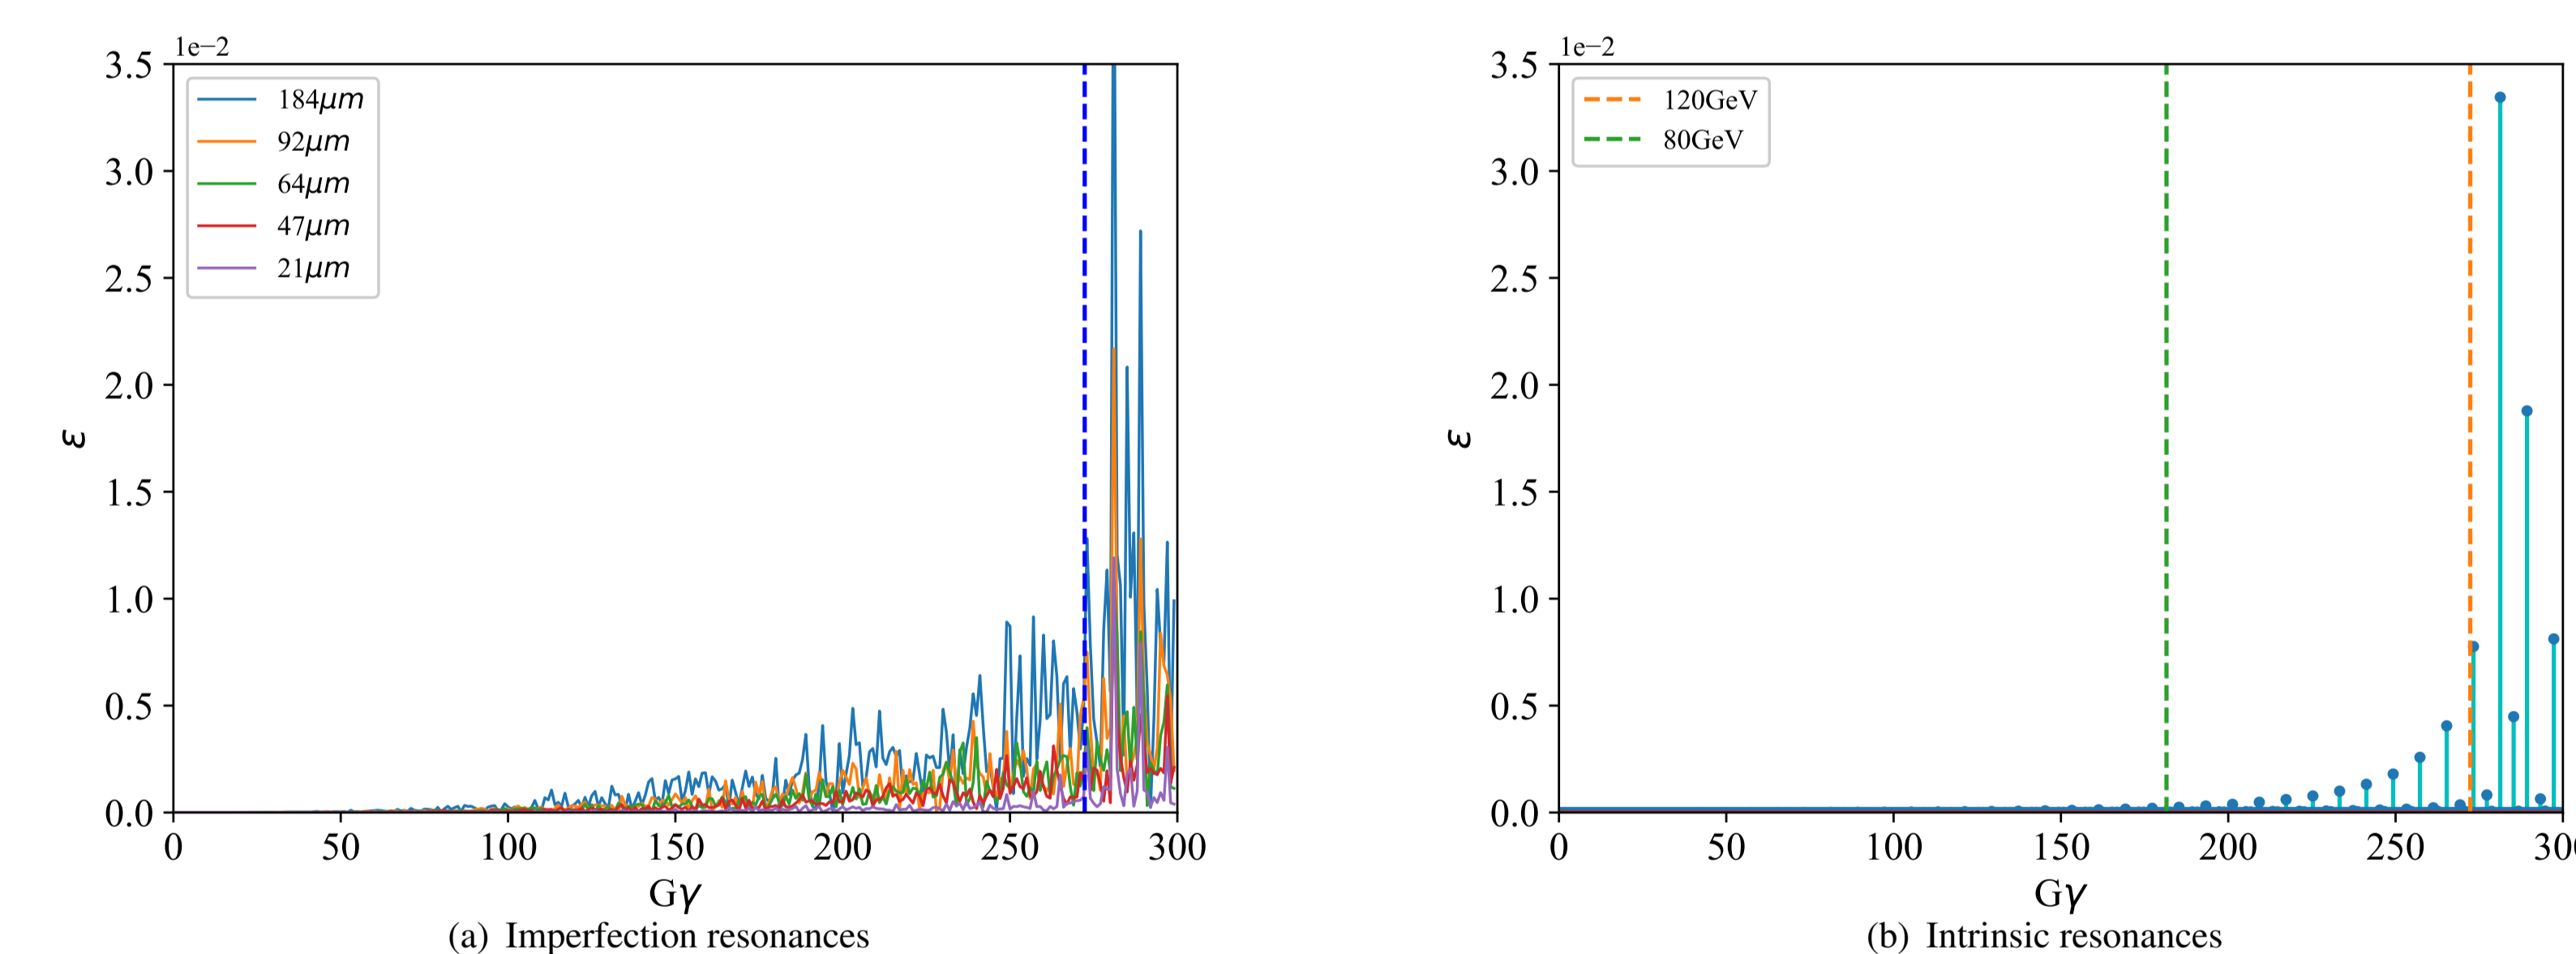 1e−2
3.5
3.0
2.5
2.0
1.5
1.0
0.5
0.0
ε
184μm
92μm
64μm
47μm
21μm
0 50 100 150 200 250 300
Gγ
(a) Imperfection resonances
1e−2
3.5
3.0
2.5
2.0
1.5
1.0
0.5
0.0
ε
120GeV
80GeV
0 50 100 150 200 250
Gγ
(b) Intrinsic resonances